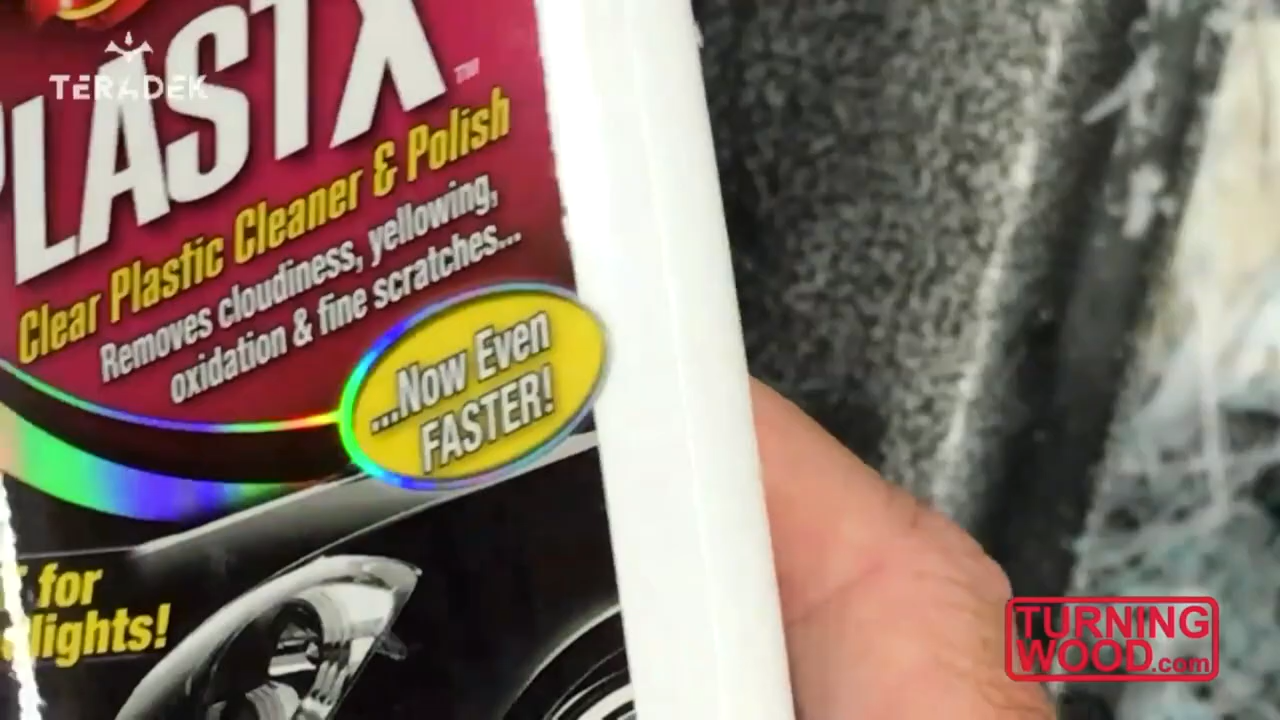 TERADEK
PLASTX™
Clear Plastic Cleaner & Polish
Removes cloudiness, yellowing,
oxidation & fine scratches...
...Now Even
FASTER!
for
lights!
TURNING
WOOD.com